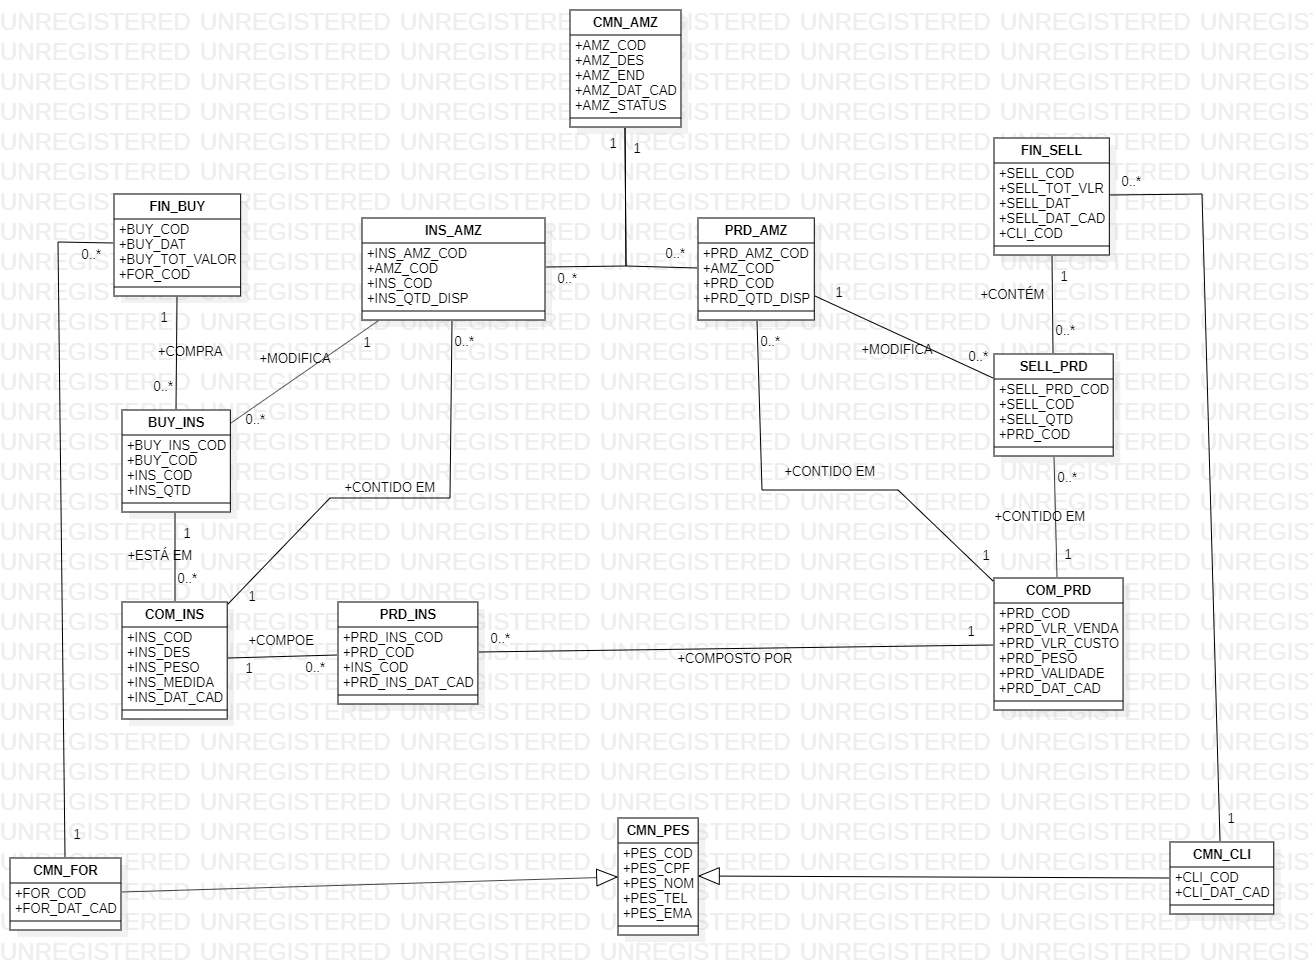 CMN_AMZ
+AMZ_COD
+AMZ_DES
+AMZ_END
+AMZ_DAT_CAD
+AMZ_STATUS
1
1
FIN_SELL
+SELL_COD
+SELL_TOT_VLR
+SELL_DAT
+SELL_DAT_CAD
+CLI_COD
0..*
1
+CONTÉM
0..*
FIN_BUY
+BUY_COD
+BUY_DAT
+BUY_TOT_VALOR
+FOR_COD
0..*
1
+COMPRA
0..*
INS_AMZ
+INS_AMZ_COD
+AMZ_COD
+INS_COD
+INS_QTD_DISP
0..*
1
+MODIFICA
0..*
0..*
+CONTIDO EM
1
PRD_AMZ
+PRD_AMZ_COD
+AMZ_COD
+PRD_COD
+PRD_QTD_DISP
0..*
1
+MODIFICA
0..*
0..*
+CONTIDO EM
1
SELL_PRD
+SELL_PRD_COD
+SELL_COD
+SELL_QTD
+PRD_COD
0..*
+CONTIDO EM
1
BUY_INS
+BUY_INS_COD
+BUY_COD
+INS_COD
+INS_QTD
1
+ESTÁ EM
0..*
COM_INS
+INS_COD
+INS_DES
+INS_PESO
+INS_MEDIDA
+INS_DAT_CAD
+COMPOE
1
0..*
PRD_INS
+PRD_INS_COD
+PRD_COD
+INS_COD
+PRD_INS_DAT_CAD
0..*
+COMPOSTO POR
1
COM_PRD
+PRD_COD
+PRD_VLR_VENDA
+PRD_VLR_CUSTO
+PRD_PESO
+PRD_VALIDADE
+PRD_DAT_CAD
1
CMN_FOR
+FOR_COD
+FOR_DAT_CAD
CMN_PES
+PES_COD
+PES_CPF
+PES_NOM
+PES_TEL
+PES_EMA
1
CMN_CLI
+CLI_COD
+CLI_DAT_CAD